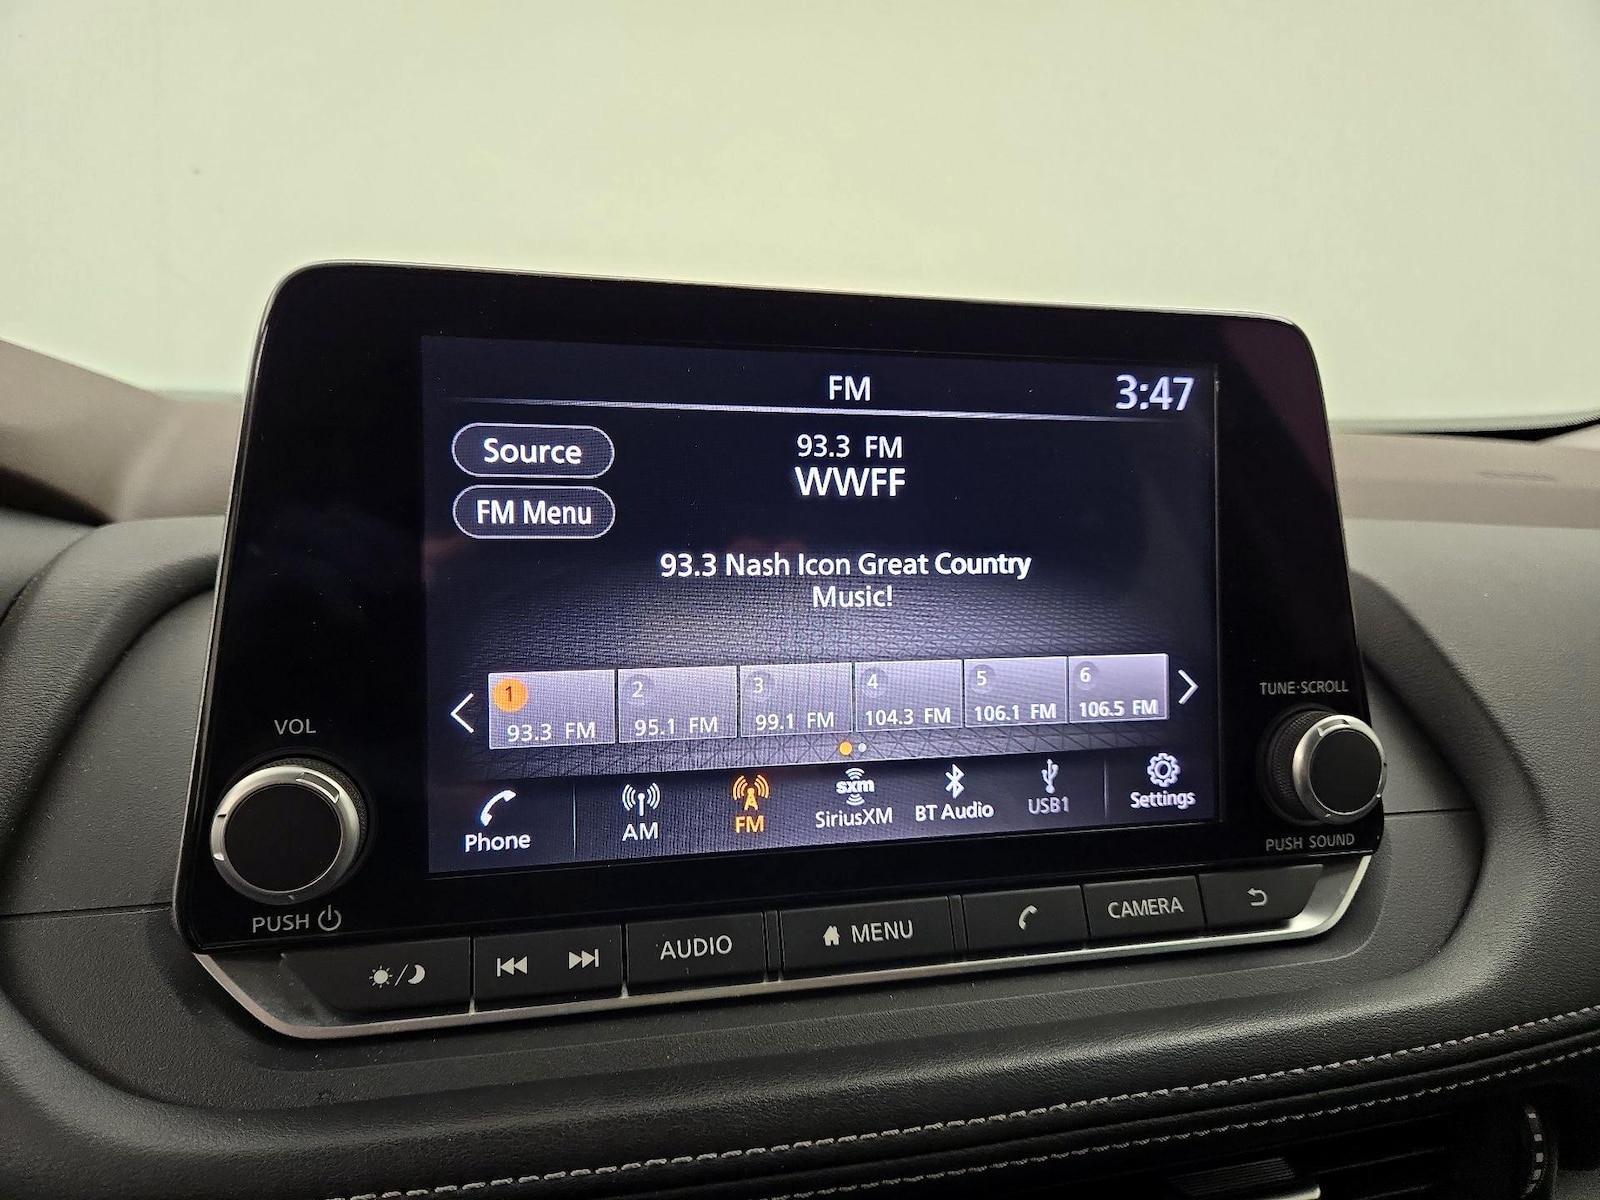 FM
3:47
Source
93.3 FM
WWFF
FM Menu
93.3 Nash Icon Great Country
Music!
1
93.3 FM
2
95.1 FM
3
99.1 FM
4
104.3 FM
5
106.1 FM
6
106.5 FM
Phone
AM
FM
sxm
SiriusXM
BT Audio
USB1
Settings
VOL
PUSH
TUNE·SCROLL
PUSH SOUND
AUDIO
MENU
CAMERA